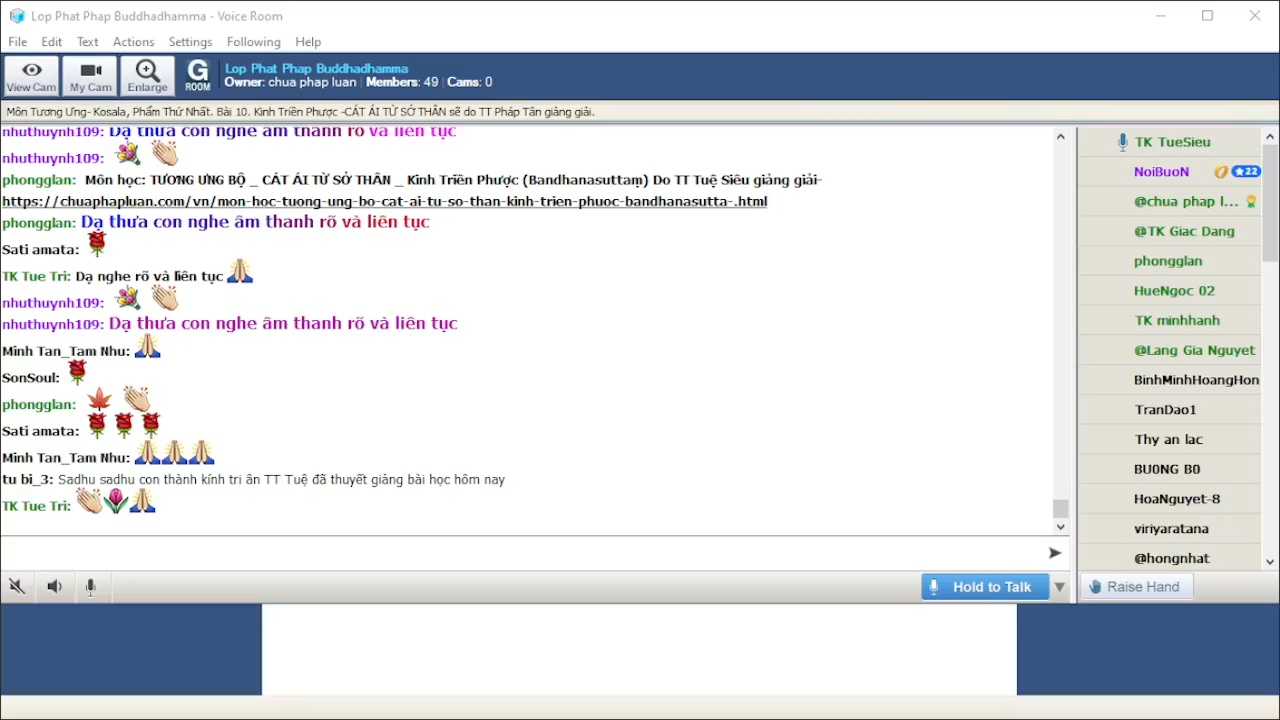 Lop Phat Phap Buddhadhamma - Voice Room
File Edit Text Actions Settings Following Help
View Cam My Cam Enlarge G ROOM
Lop Phat Phap Buddhadhamma
Owner: chua phap luan | Members: 49 | Cams: 0
Môn Tương Ưng- Kosala, Phẩm Thứ Nhất. Bài 10. Kinh Triền Phược -CÁT ÁI TỪ SỞ THÂN sẽ do TT Pháp Tân giảng giải.
nhuthuynh109: Dạ thưa con nghe âm thanh rõ và liên tục
nhuthuynh109:
phongglan: Môn học: TƯƠNG ƯNG BỘ _ CÁT ÁI TỪ SỞ THÂN _ Kinh Triền Phược (Bandhanasuttaṃ) Do TT Tuệ Siêu giảng giải-
https://chuaphapluan.com/vn/mon-hoc-tuong-ung-bo-cat-ai-tu-so-than-kinh-trien-phuoc-bandhanasutta-.html
phongglan: Dạ thưa con nghe âm thanh rõ và liên tục
Sati amata:
TK Tue Tri: Dạ nghe rõ và liên tục
nhuthuynh109:
nhuthuynh109: Dạ thưa con nghe âm thanh rõ và liên tục
Minh Tan_Tam Nhu:
SonSoul:
phongglan:
Sati amata:
Minh Tan_Tam Nhu:
tu bi_3: Sadhu sadhu con thành kính tri ân TT Tuệ đã thuyết giảng bài học hôm nay
TK Tue Tri:
TK TueSieu
NoiBuoN 22
@chua phap l...
@TK Giac Dang
phongglan
HueNgoc 02
TK minhhanh
@Lang Gia Nguyet
BinhMinhHoangHon
TranDao1
Thy an lac
BU0NG B0
HoaNguyet-8
viriyaratana
@hongnhat
Hold to Talk
Raise Hand